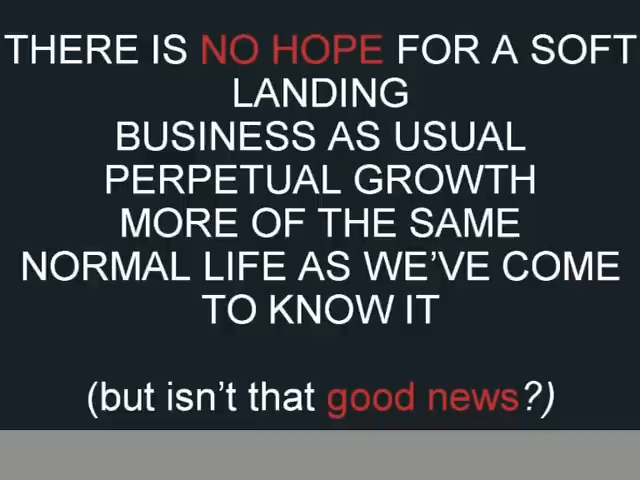 THERE IS NO HOPE FOR A SOFT
LANDING
BUSINESS AS USUAL
PERPETUAL GROWTH
MORE OF THE SAME
NORMAL LIFE AS WE’VE COME
TO KNOW IT
(but isn’t that good news?)